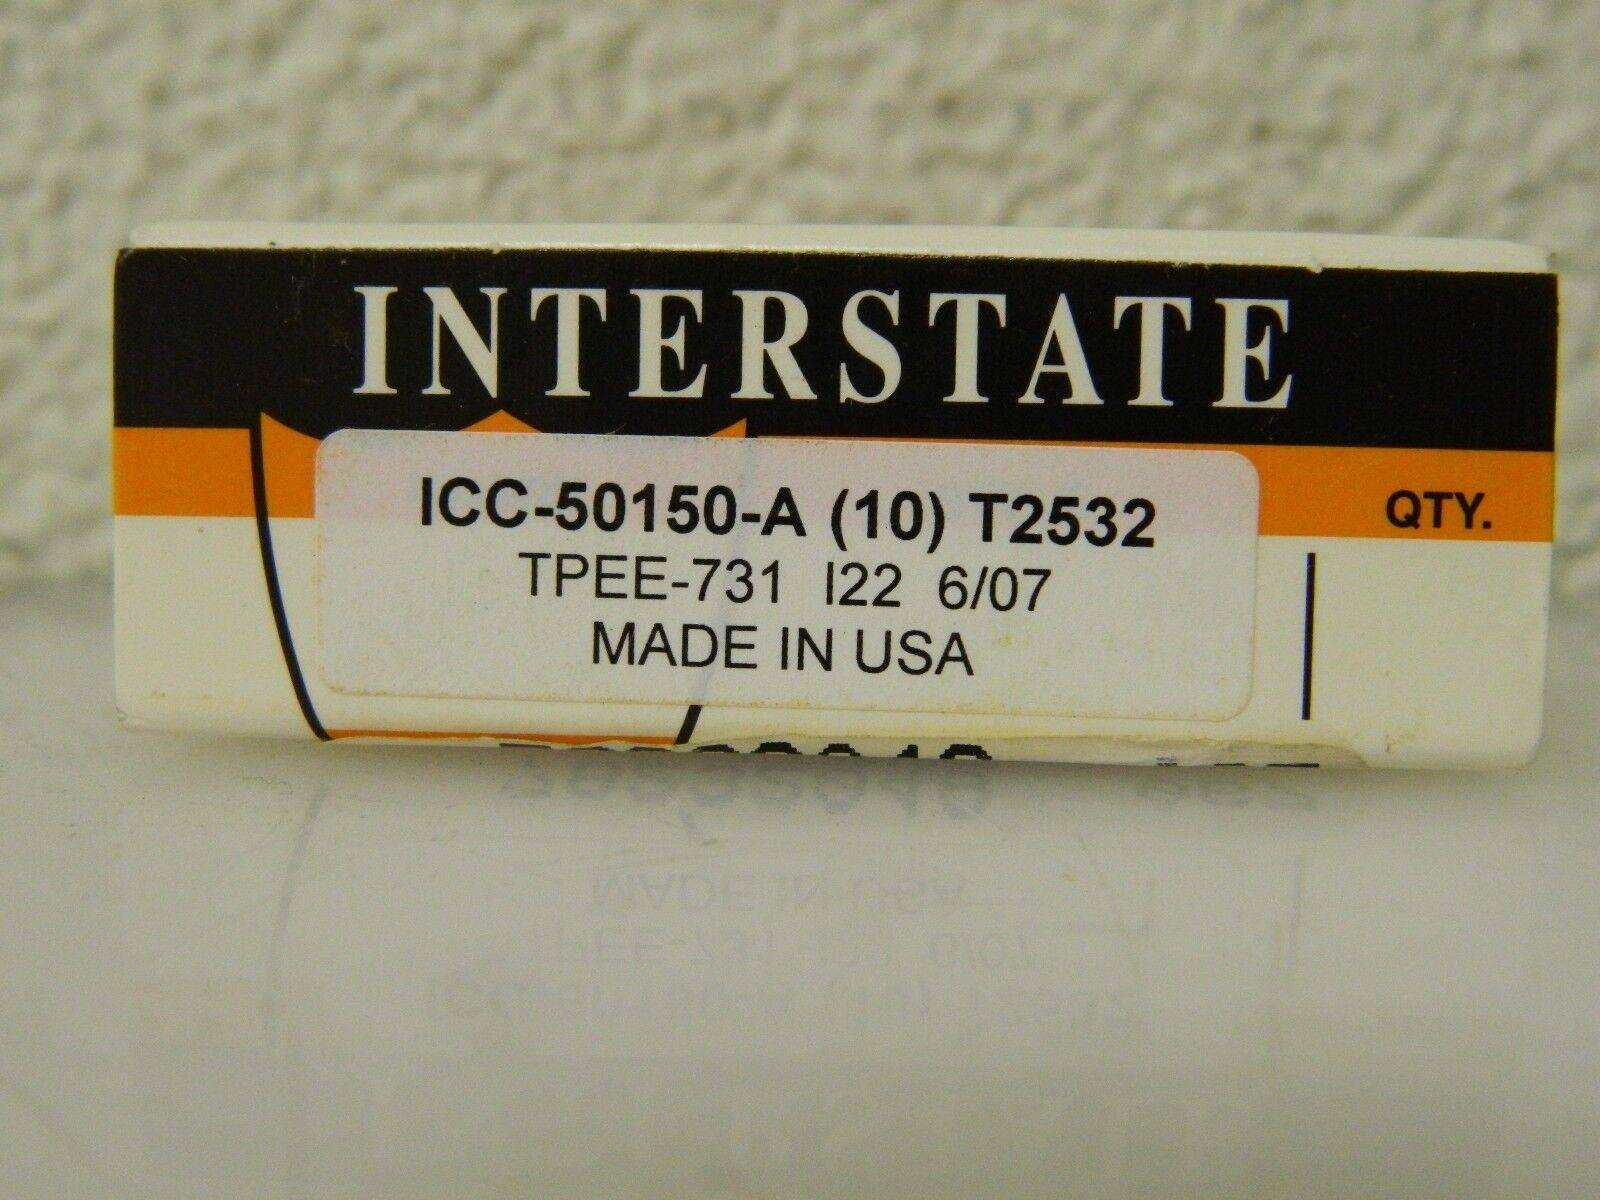 INTERSTATE
ICC-50150-A (10) T2532
QTY.
TPEE-731 I22 6/07
MADE IN USA